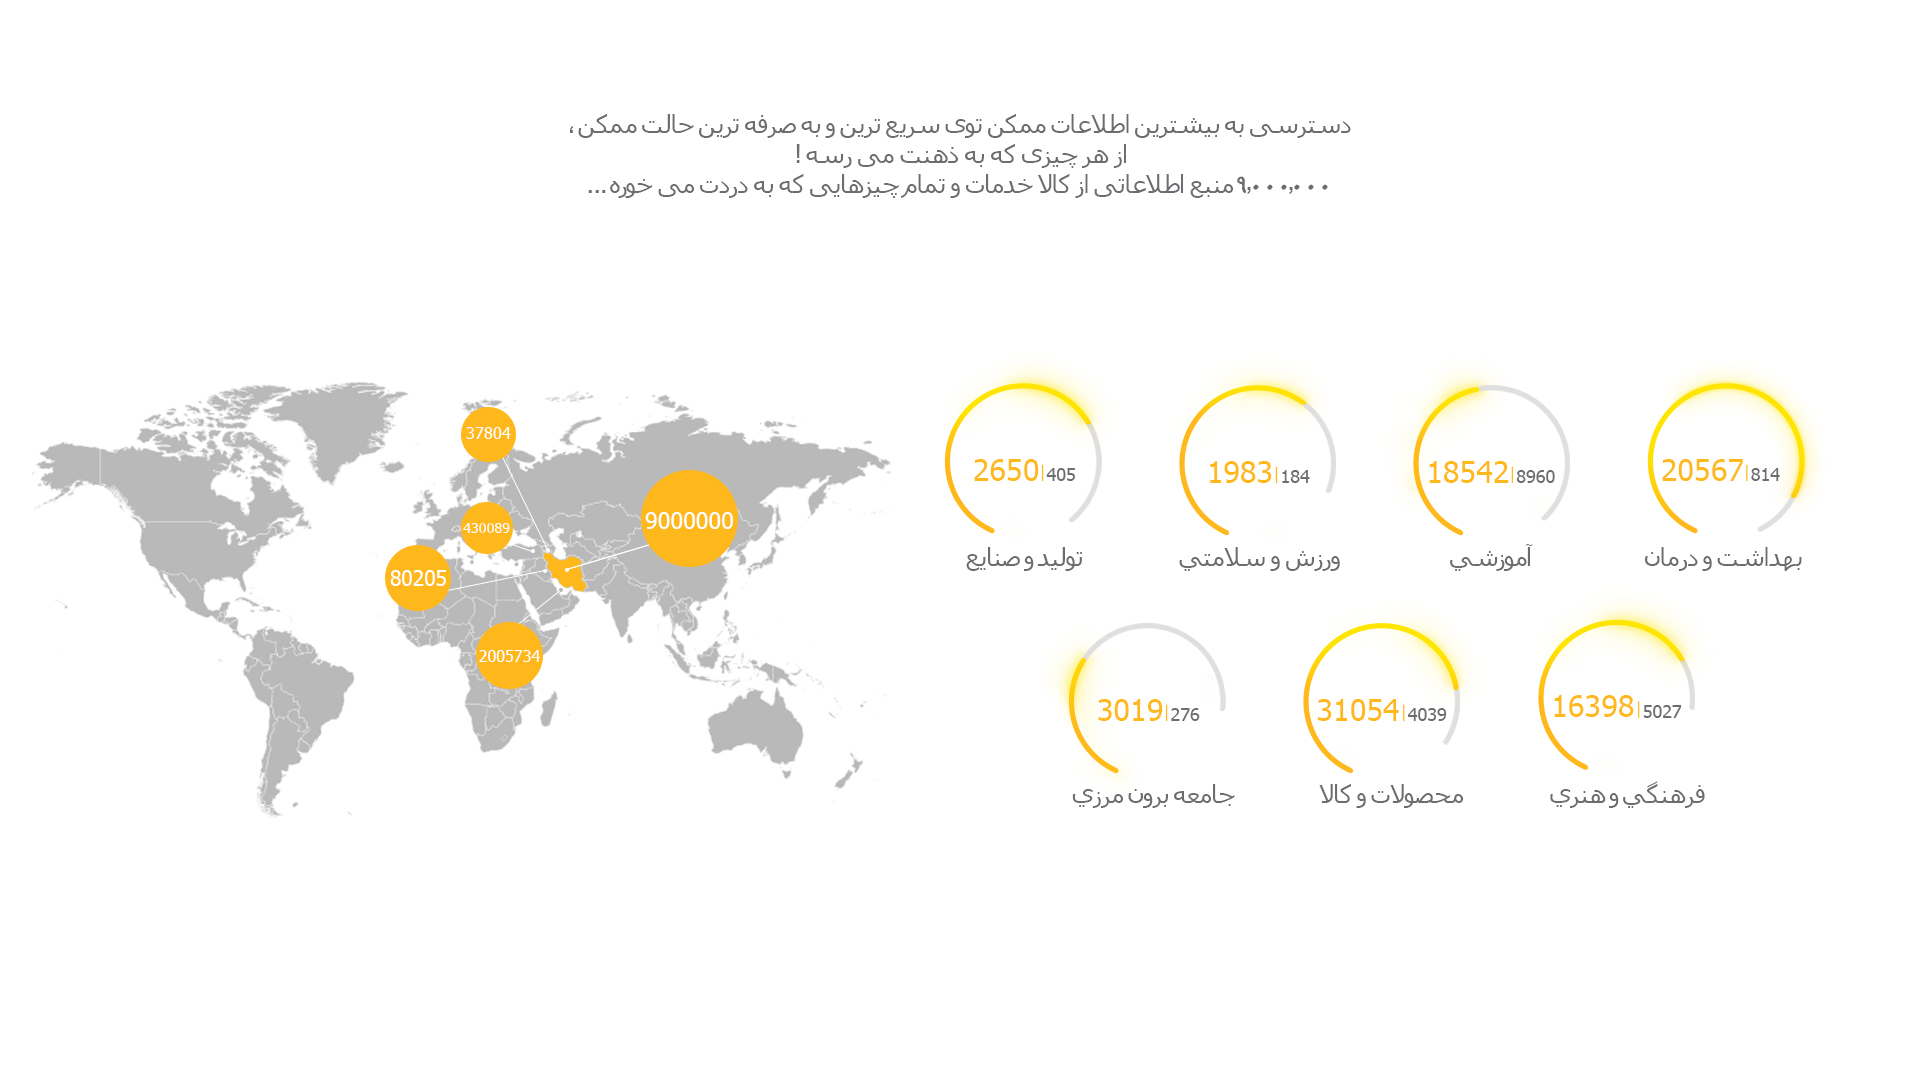 دسترسی به بیشترین اطلاعات ممکن توی سریع ترین و به صرفه ترین حالت ممکن ،
از هر چیزی که به ذهنت می رسه !
۹,۰۰۰,۰۰۰ منبع اطلاعاتی از کالا خدمات و تمام چیزهایی که به دردت می خوره ...
37804
9000000
430089
80205
2005734
20567|814
بهداشت و درمان
18542|8960
آموزشي
1983|184
ورزش و سلامتي
2650|405
تولید و صنایع
16398|5027
فرهنگي و هنري
31054|4039
محصولات و کالا
3019|276
جامعه برون مرزي